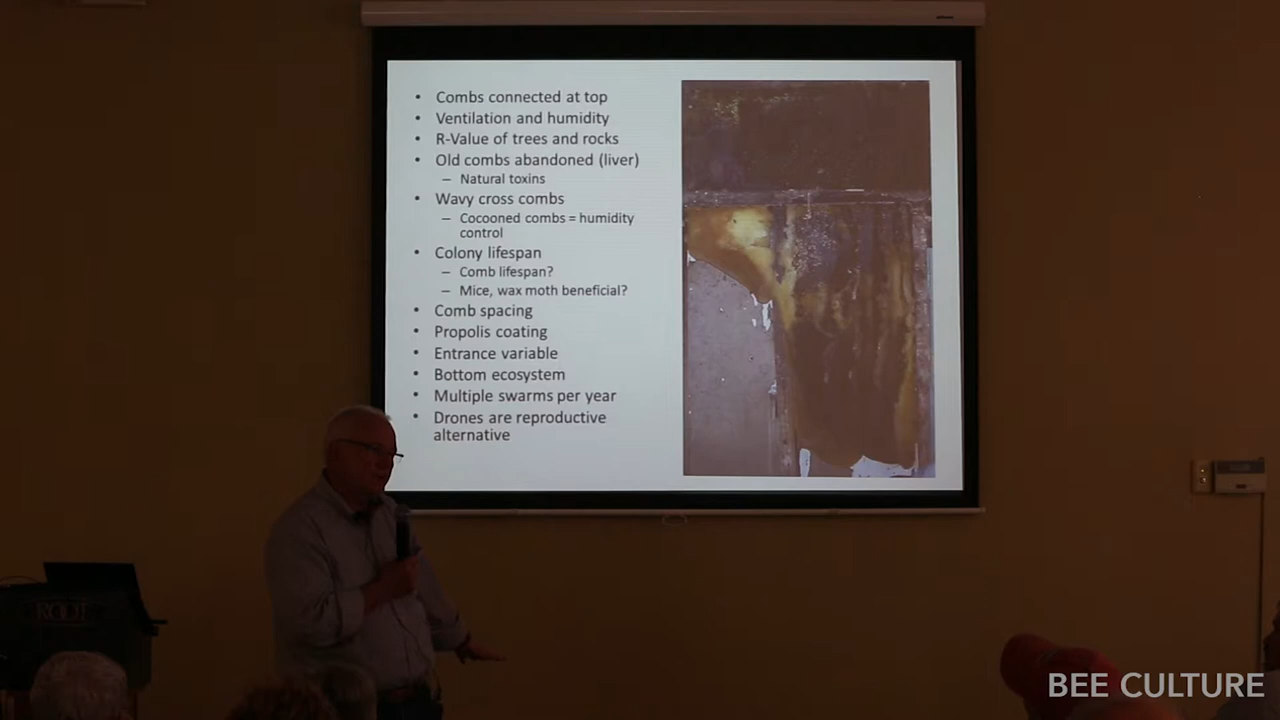 • Combs connected at top
• Ventilation and humidity
• R-Value of trees and rocks
• Old combs abandoned (liver)
– Natural toxins
• Wavy cross combs
– Cocooned combs = humidity
control
• Colony lifespan
– Comb lifespan?
– Mice, wax moth beneficial?
• Comb spacing
• Propolis coating
• Entrance variable
• Bottom ecosystem
• Multiple swarms per year
• Drones are reproductive
alternative
ROOT
BEE CULTURE